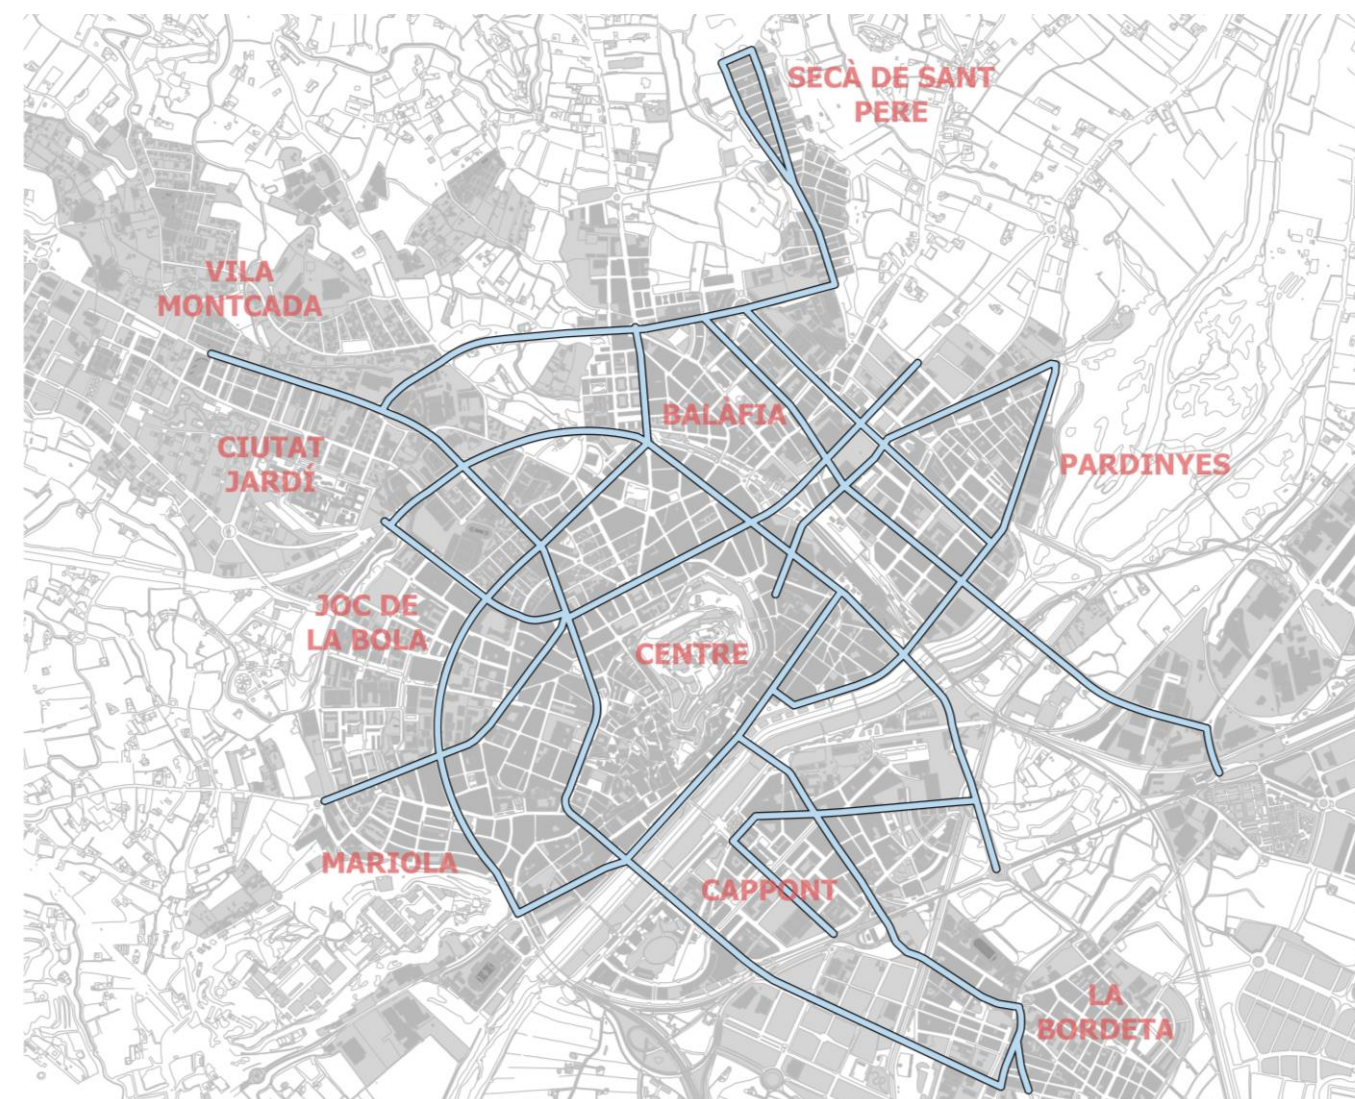 SECÀ DE SANT
PERE
VILA
MONTCADA
BALÀFIA
CIUTAT
JARDÍ
PARDINYES
JOC DE
LA BOLA
CENTRE
MARIOLA
CAPPONT
LA
BORDETA